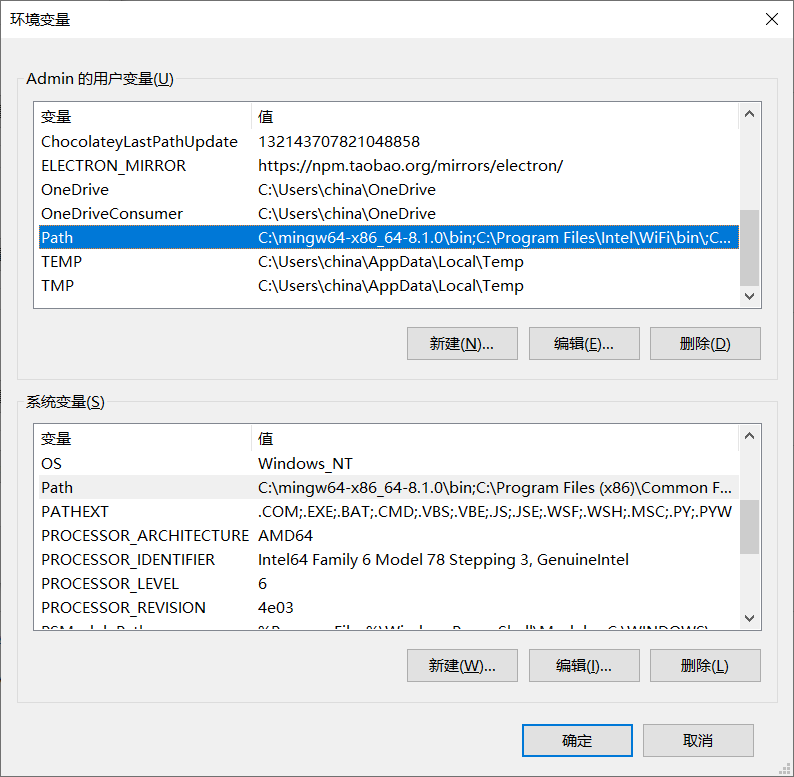 环境变量
Admin 的用户变量(U)
变量 值
ChocolateyLastPathUpdate 132143707821048858
ELECTRON_MIRROR https://npm.taobao.org/mirrors/electron/
OneDrive C:\Users\china\OneDrive
OneDriveConsumer C:\Users\china\OneDrive
Path C:\mingw64-x86_64-8.1.0\bin;C:\Program Files\Intel\WiFi\bin\;C...
TEMP C:\Users\china\AppData\Local\Temp
TMP C:\Users\china\AppData\Local\Temp
新建(N)... 编辑(E)... 删除(D)
系统变量(S)
变量 值
OS Windows_NT
Path C:\mingw64-x86_64-8.1.0\bin;C:\Program Files (x86)\Common F...
PATHEXT .COM;.EXE;.BAT;.CMD;.VBS;.VBE;.JS;.JSE;.WSF;.WSH;.MSC;.PY;.PYW
PROCESSOR_ARCHITECTURE AMD64
PROCESSOR_IDENTIFIER Intel64 Family 6 Model 78 Stepping 3, GenuineIntel
PROCESSOR_LEVEL 6
PROCESSOR_REVISION 4e03
新建(W)... 编辑(I)... 删除(L)
确定 取消